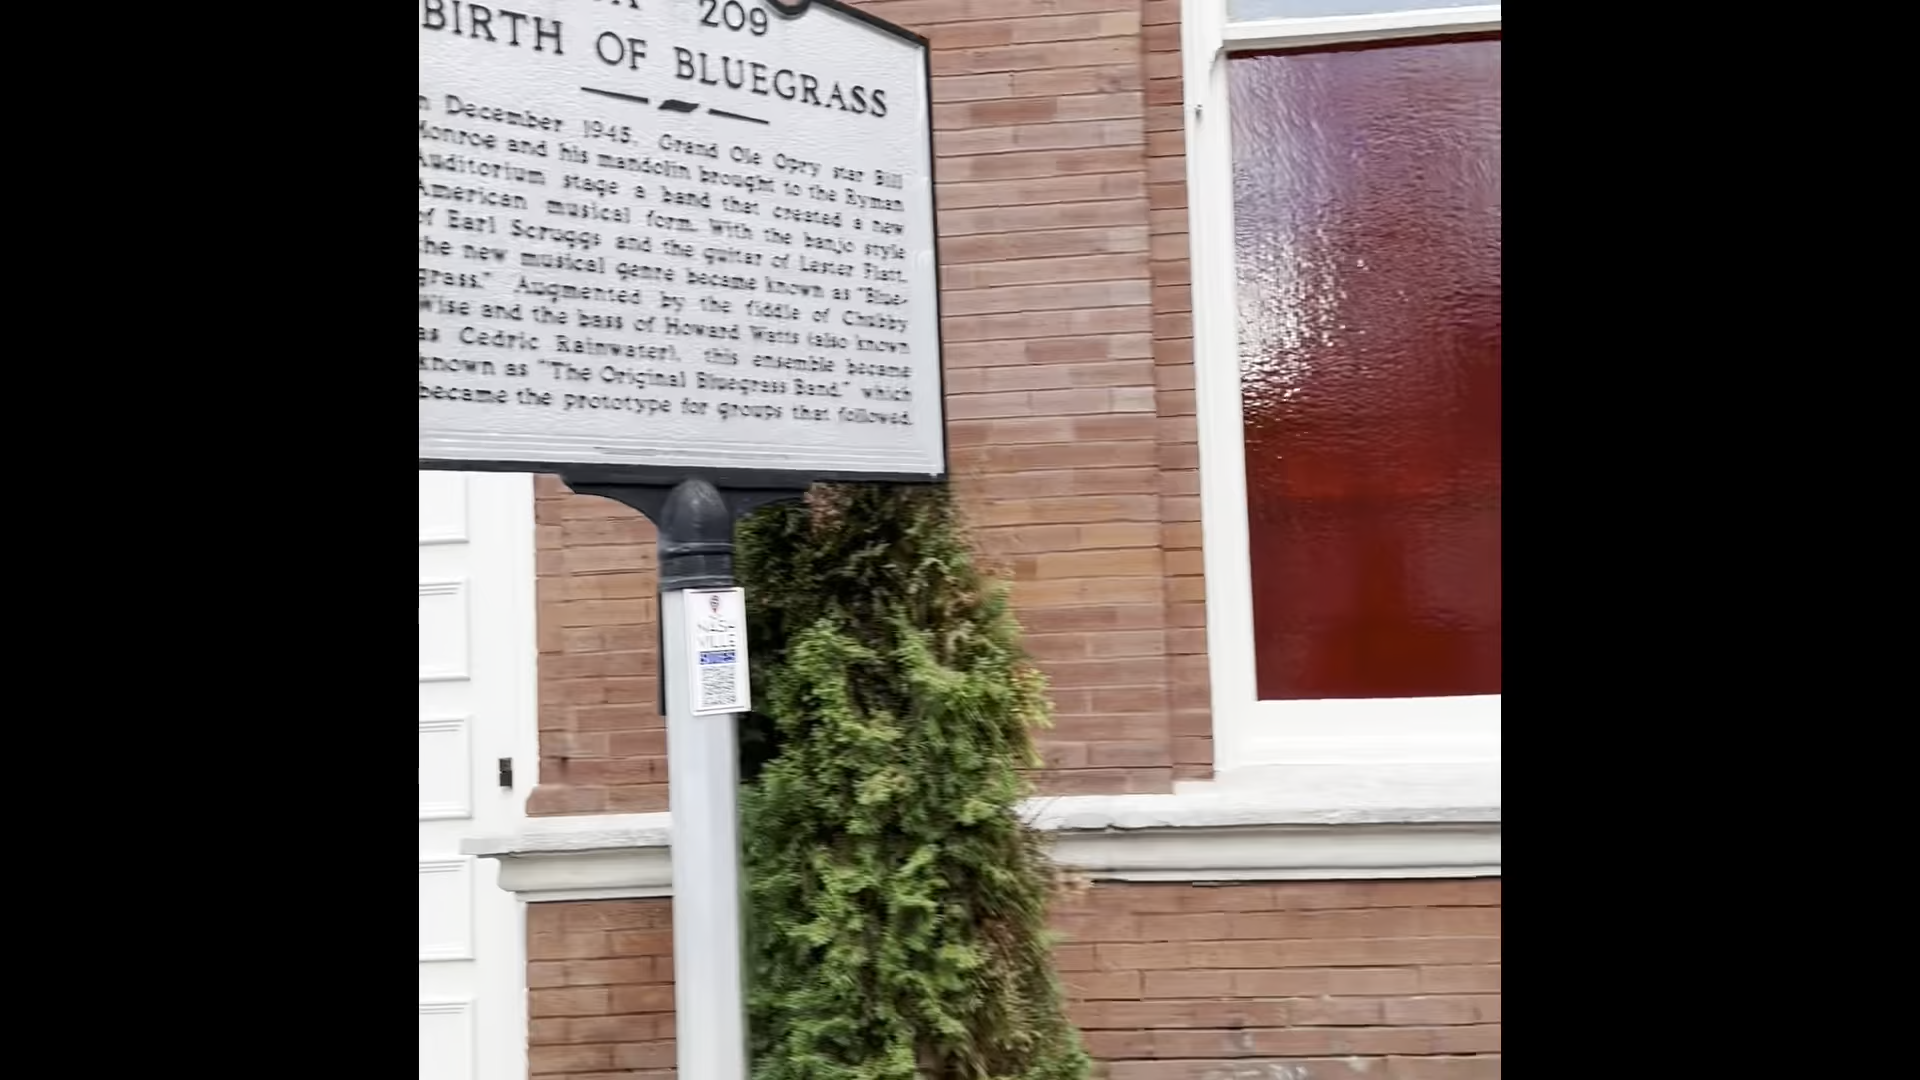 209
BIRTH OF BLUEGRASS
n December 1945, Grand Ole Opry star Bill
Monroe and his mandolin brought to the Ryman
Auditorium stage a band that created a new
American musical form. With the banjo style
of Earl Scruggs and the guitar of Lester Flatt,
the new musical genre became known as "Blue-
grass." Augmented by the fiddle of Chubby
Wise and the bass of Howard Watts (also known
as Cedric Rainwater), this ensemble became
known as "The Original Bluegrass Band," which
became the prototype for groups that followed.
NASH
VILLE